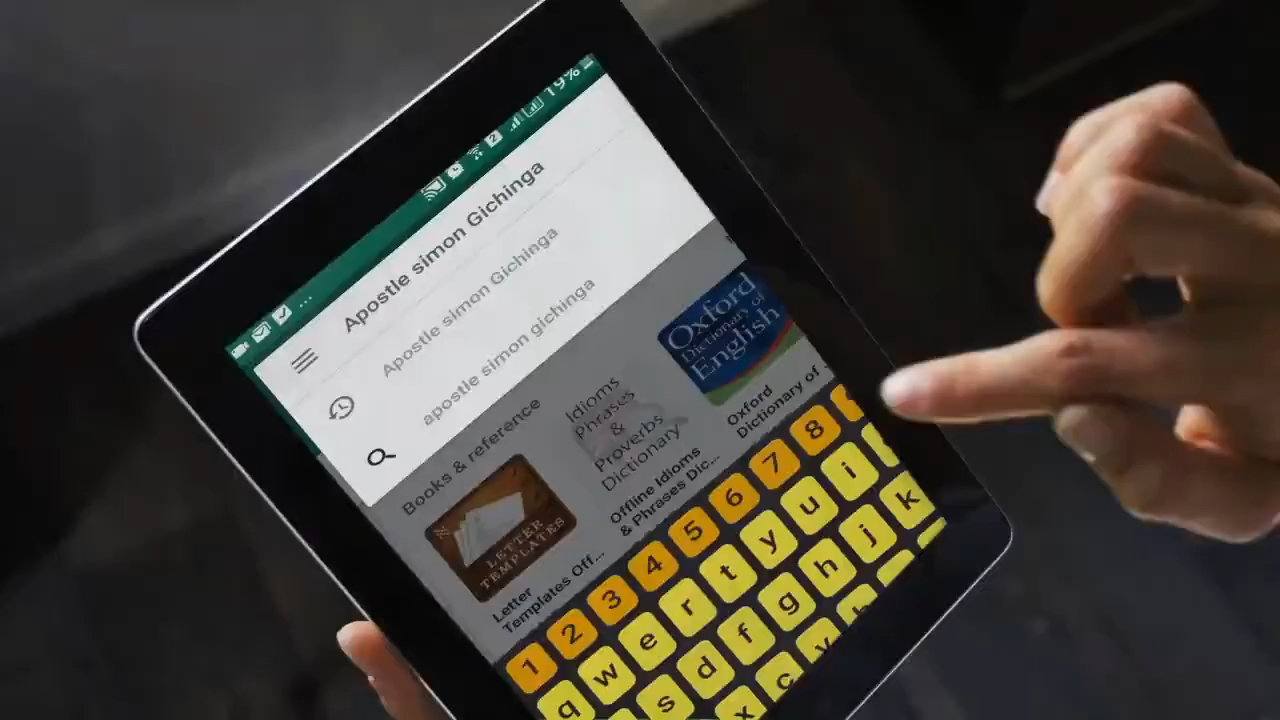 19%
2
Apostle simon Gichinga
Apostle simon Gichinga
apostle simon gichinga
Books & reference
LETTER
TEMPLATES
Letter
Templates Off...
Idioms
Phrases
&
Proverbs
Dictionary
Offline Idioms
& Phrases Dic...
Oxford
Dictionary of
English
Oxford
Dictionary of
1 2 3 4 5 6 7 8
q w e r t y u i
s d f g h j k
x c v b